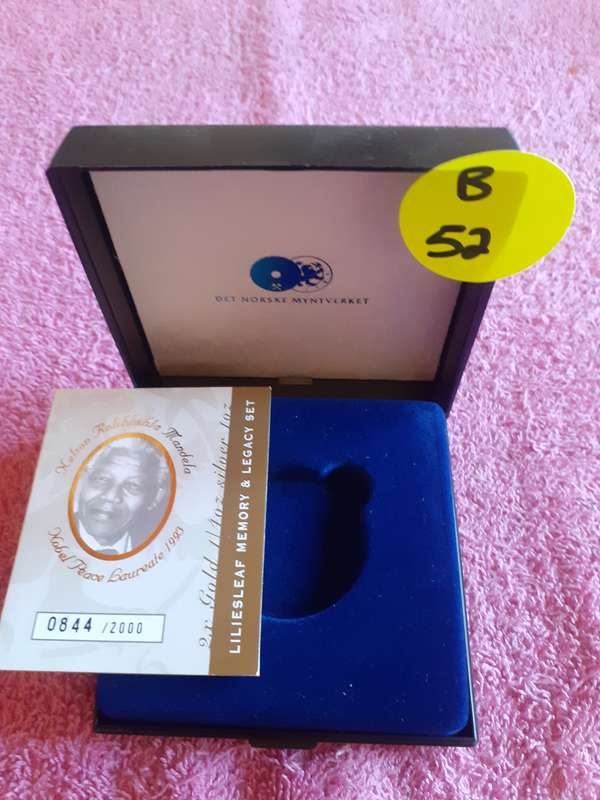 B
52
DET NORSKE MYNTVERKET
Nelson Rolihlahla Mandela
Nobel Peace Laureate 1993
0844 /2000
2x Gold 1/10z silver 1oz
LILIESLEAF MEMORY & LEGACY SET